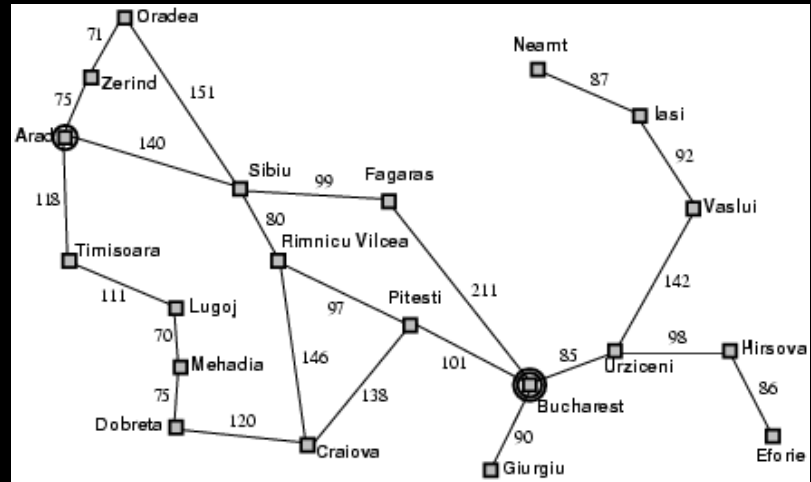 Oradea
71
Neamt
87
Zerind
151
75
Iasi
Arad
140
92
Sibiu
99
Fagaras
118
Vaslui
80
Timisoara
Rimnicu Vilcea
142
111
211
Lugoj
97
Pitesti
70
98
Hirsova
Mehadia
146
101
85
Urziceni
138
86
75
Bucharest
Dobreta
120
90
Craiova
Eforie
Giurgiu